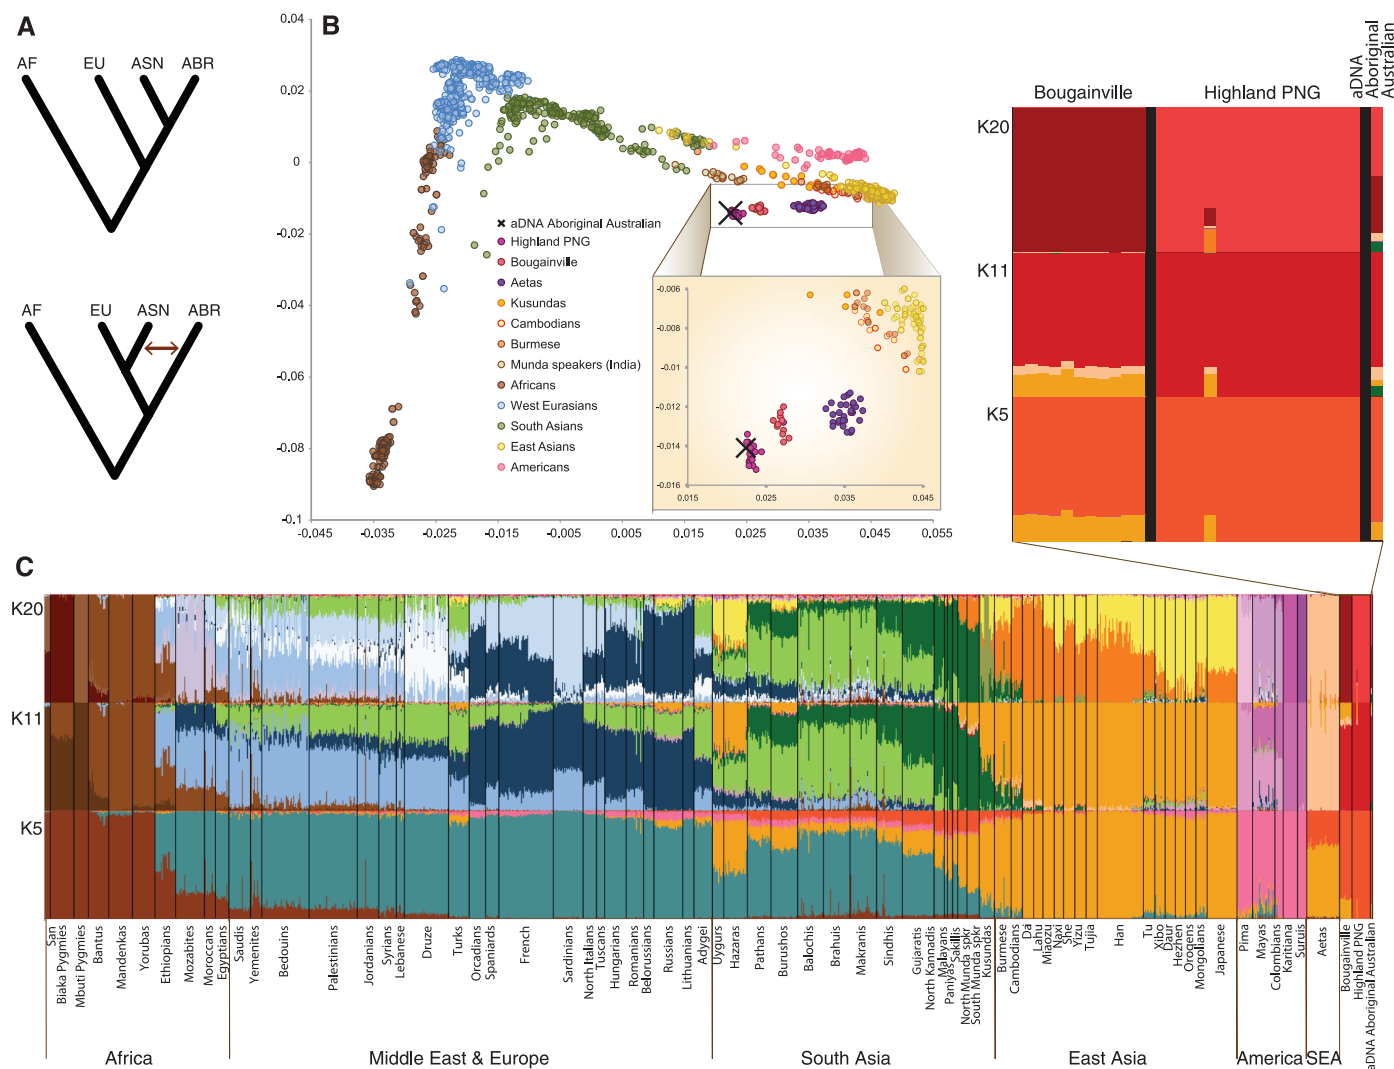 A
AF
EU
ASN
ABR
AF
EU
ASN
ABR
B
0.04
0.02
0
-0.02
-0.04
-0.06
-0.08
-0.1
-0.045
-0.035
-0.025
-0.015
-0.005
0.005
0.015
0.025
0.035
0.045
0.055
aDNA Aboriginal Australian
Highland PNG
Bougainville
Aetas
Kusundas
Cambodians
Burmese
Munda speakers (India)
Africans
West Eurasians
South Asians
East Asians
Americans
-0.006
-0.008
-0.01
-0.012
-0.014
-0.016
0.015
0.025
0.035
0.045
Bougainville
Highland PNG
aDNA
Aboriginal
Australian
K20
K11
K5
C
K20
K11
K5
San
Biaka Pygmies
Mbuti Pygmies
Bantus
Mandenkas
Yorubas
Ethiopians
Mozabites
Moroccans
Egyptians
Saudis
Yemenites
Bedouins
Palestinians
Jordanians
Syrians
Lebanese
Druze
Turks
Orcadians
Spaniards
French
Sardinians
North Italians
Tuscans
Hungarians
Romanians
Belorussians
Russians
Lithuanians
Adygei
Uygurs
Hazaras
Pathans
Burushos
Balochis
Brahuis
Makranis
Sindhis
Gujaratis
North Kannadis
Malayans
Paniyas
Sakillis
North Munda spkr
South Munda spkr
Kusundas
Burmese
Cambodians
Dai
Lahu
Miaozu
Naxi
She
Yizu
Tujia
Han
Tu
Xibo
Daur
Hezhen
Oroqens
Mongolians
Japanese
Pima
Mayas
Colombians
Karitiana
Surui
Aetas
Bougainville
Highland PNG
aDNA Aboriginal Australian
Africa
Middle East & Europe
South Asia
East Asia
America
SEA